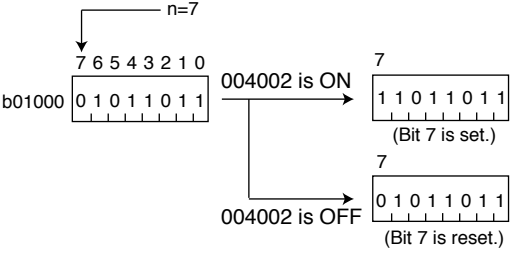 n=7
7 6 5 4 3 2 1 0
b01000 0 1 0 1 1 0 1 1
004002 is ON
7
1 1 0 1 1 0 1 1
(Bit 7 is set.)
004002 is OFF
7
0 1 0 1 1 0 1 1
(Bit 7 is reset.)